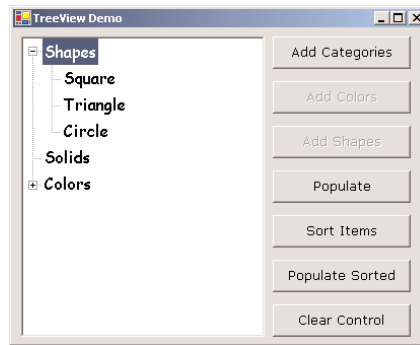 TreeView Demo
Shapes
Square
Triangle
Circle
Solids
Colors
Add Categories
Add Colors
Add Shapes
Populate
Sort Items
Populate Sorted
Clear Control